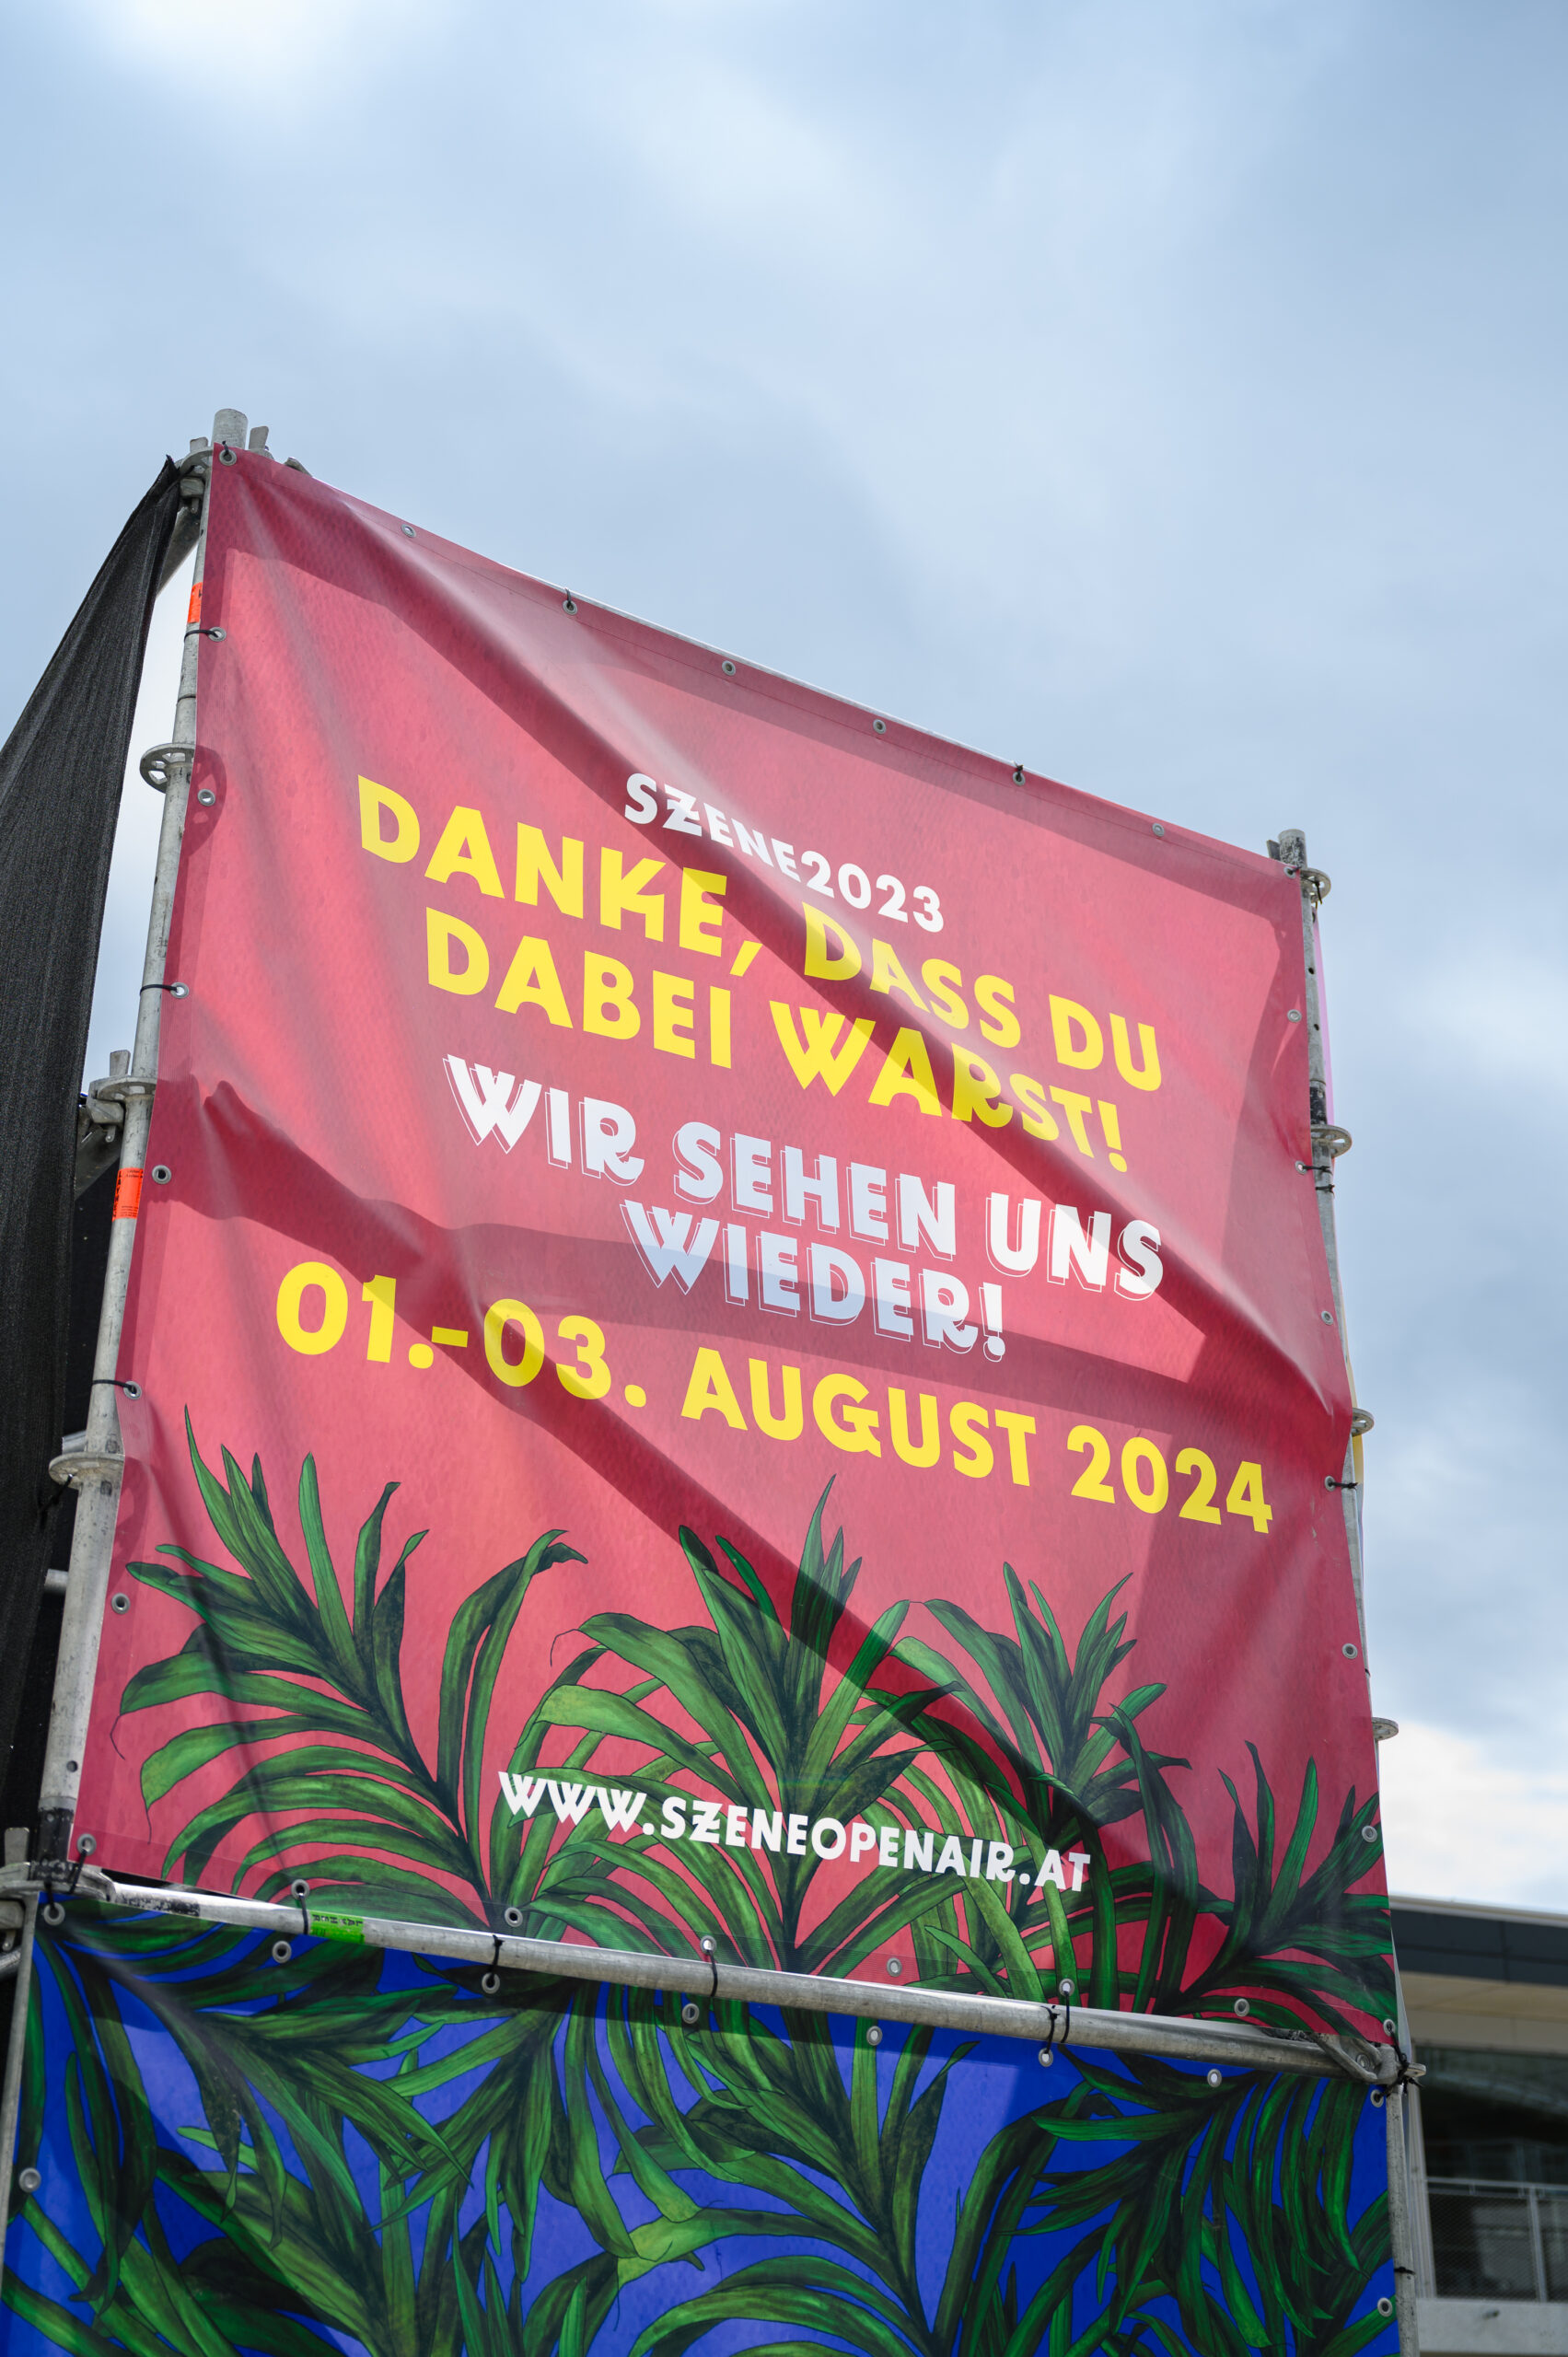 SZENE2023
DANKE, DASS DU
DABEI WARST!
WIR SEHEN UNS
WIEDER!
01.-03. AUGUST 2024
WWW.SZENEOPENAIR.AT